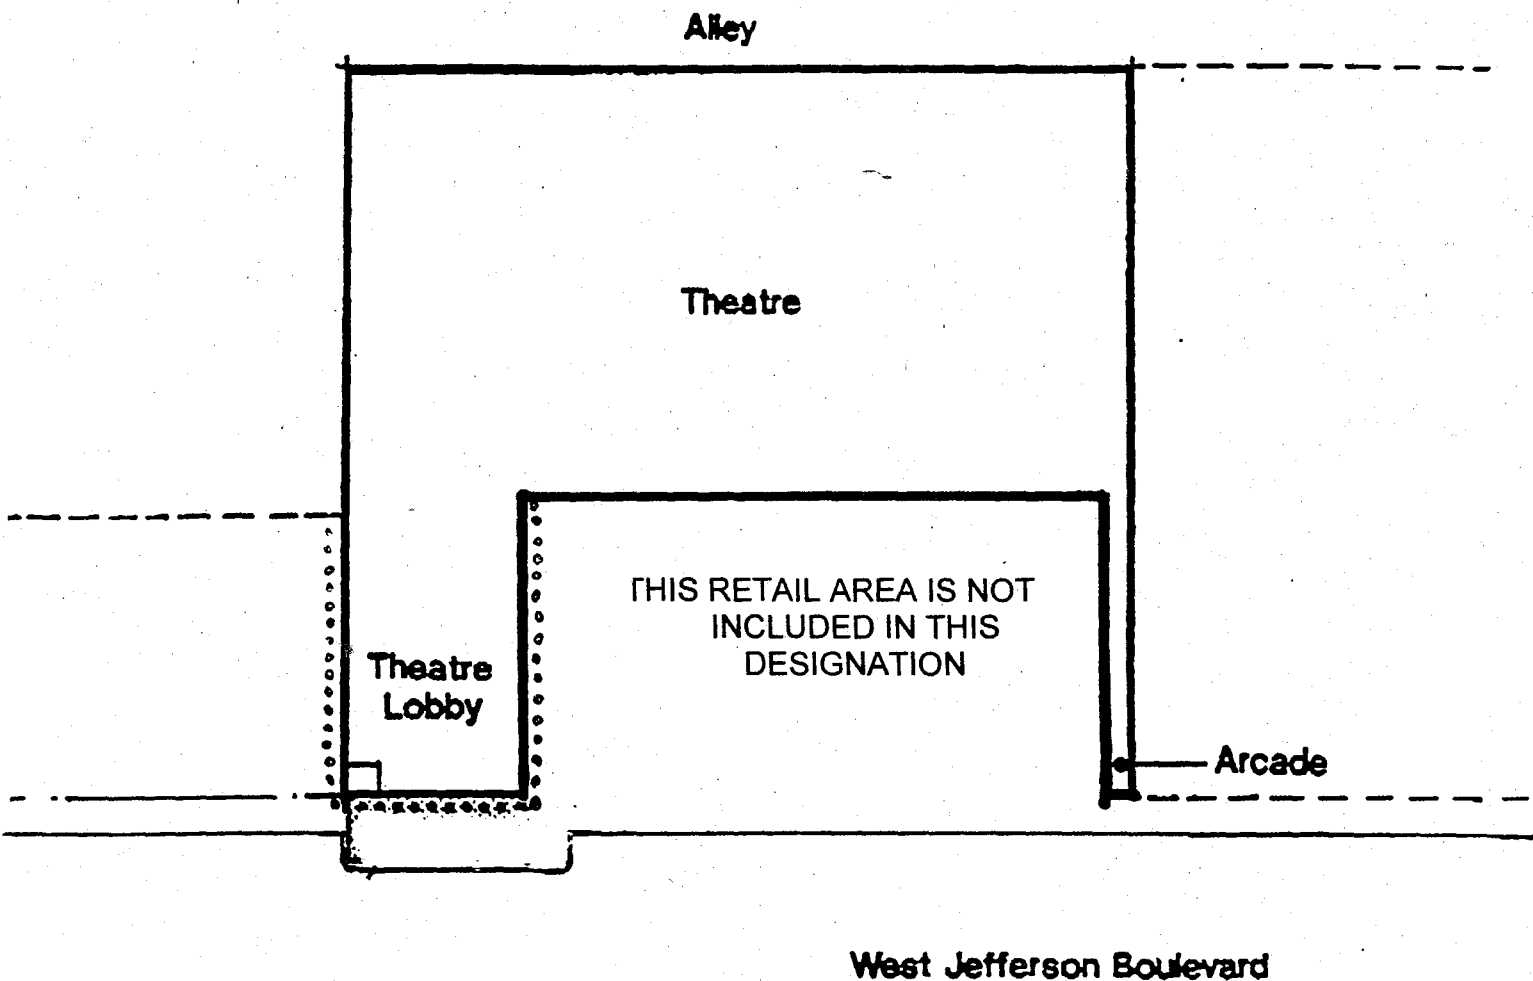 Alley
Theatre
THIS RETAIL AREA IS NOT
INCLUDED IN THIS
DESIGNATION
Theatre
Lobby
Arcade
West Jefferson Boulevard